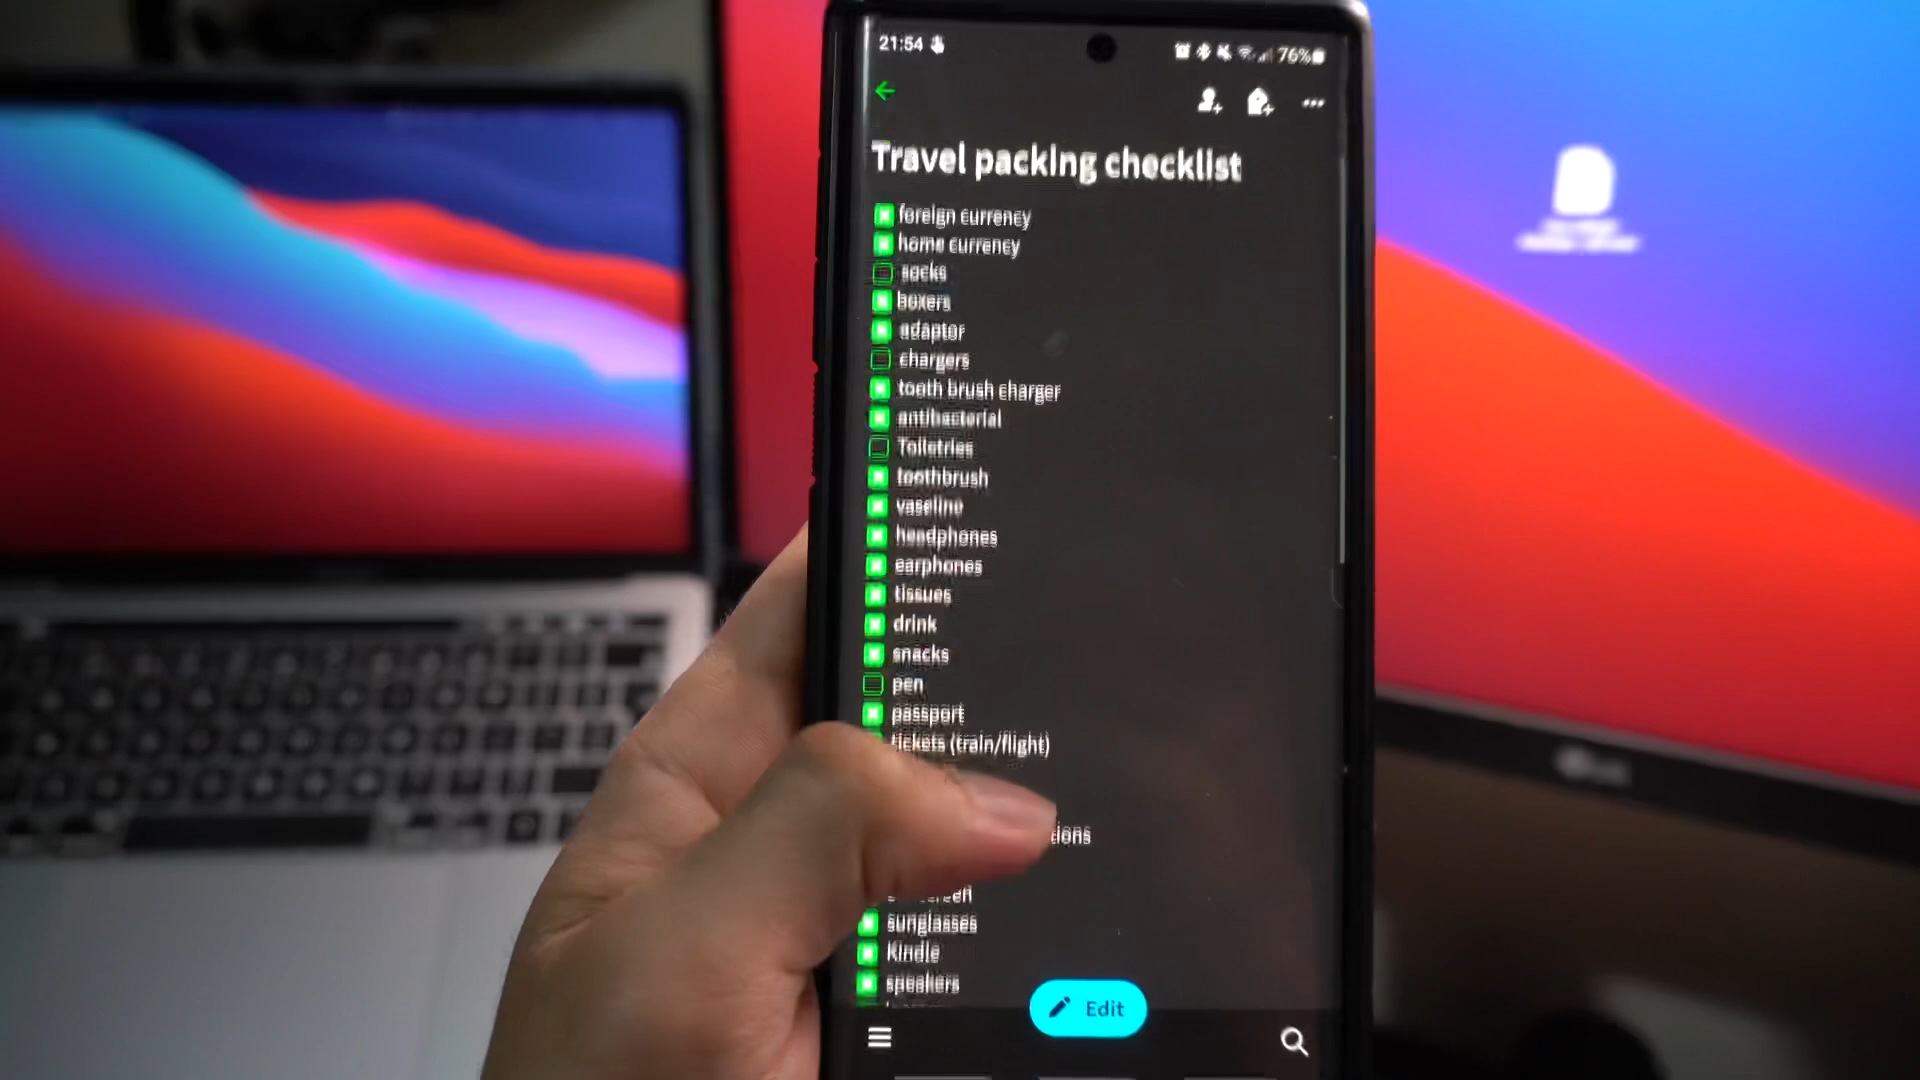 21:54
76%
Travel packing checklist
foreign currency
home currency
socks
boxers
adaptor
chargers
tooth brush charger
antibacterial
Toiletries
toothbrush
vaseline
headphones
earphones
tissues
drink
snacks
pen
passport
tickets (train/flight)
tions
sunglasses
Kindle
speakers
Edit